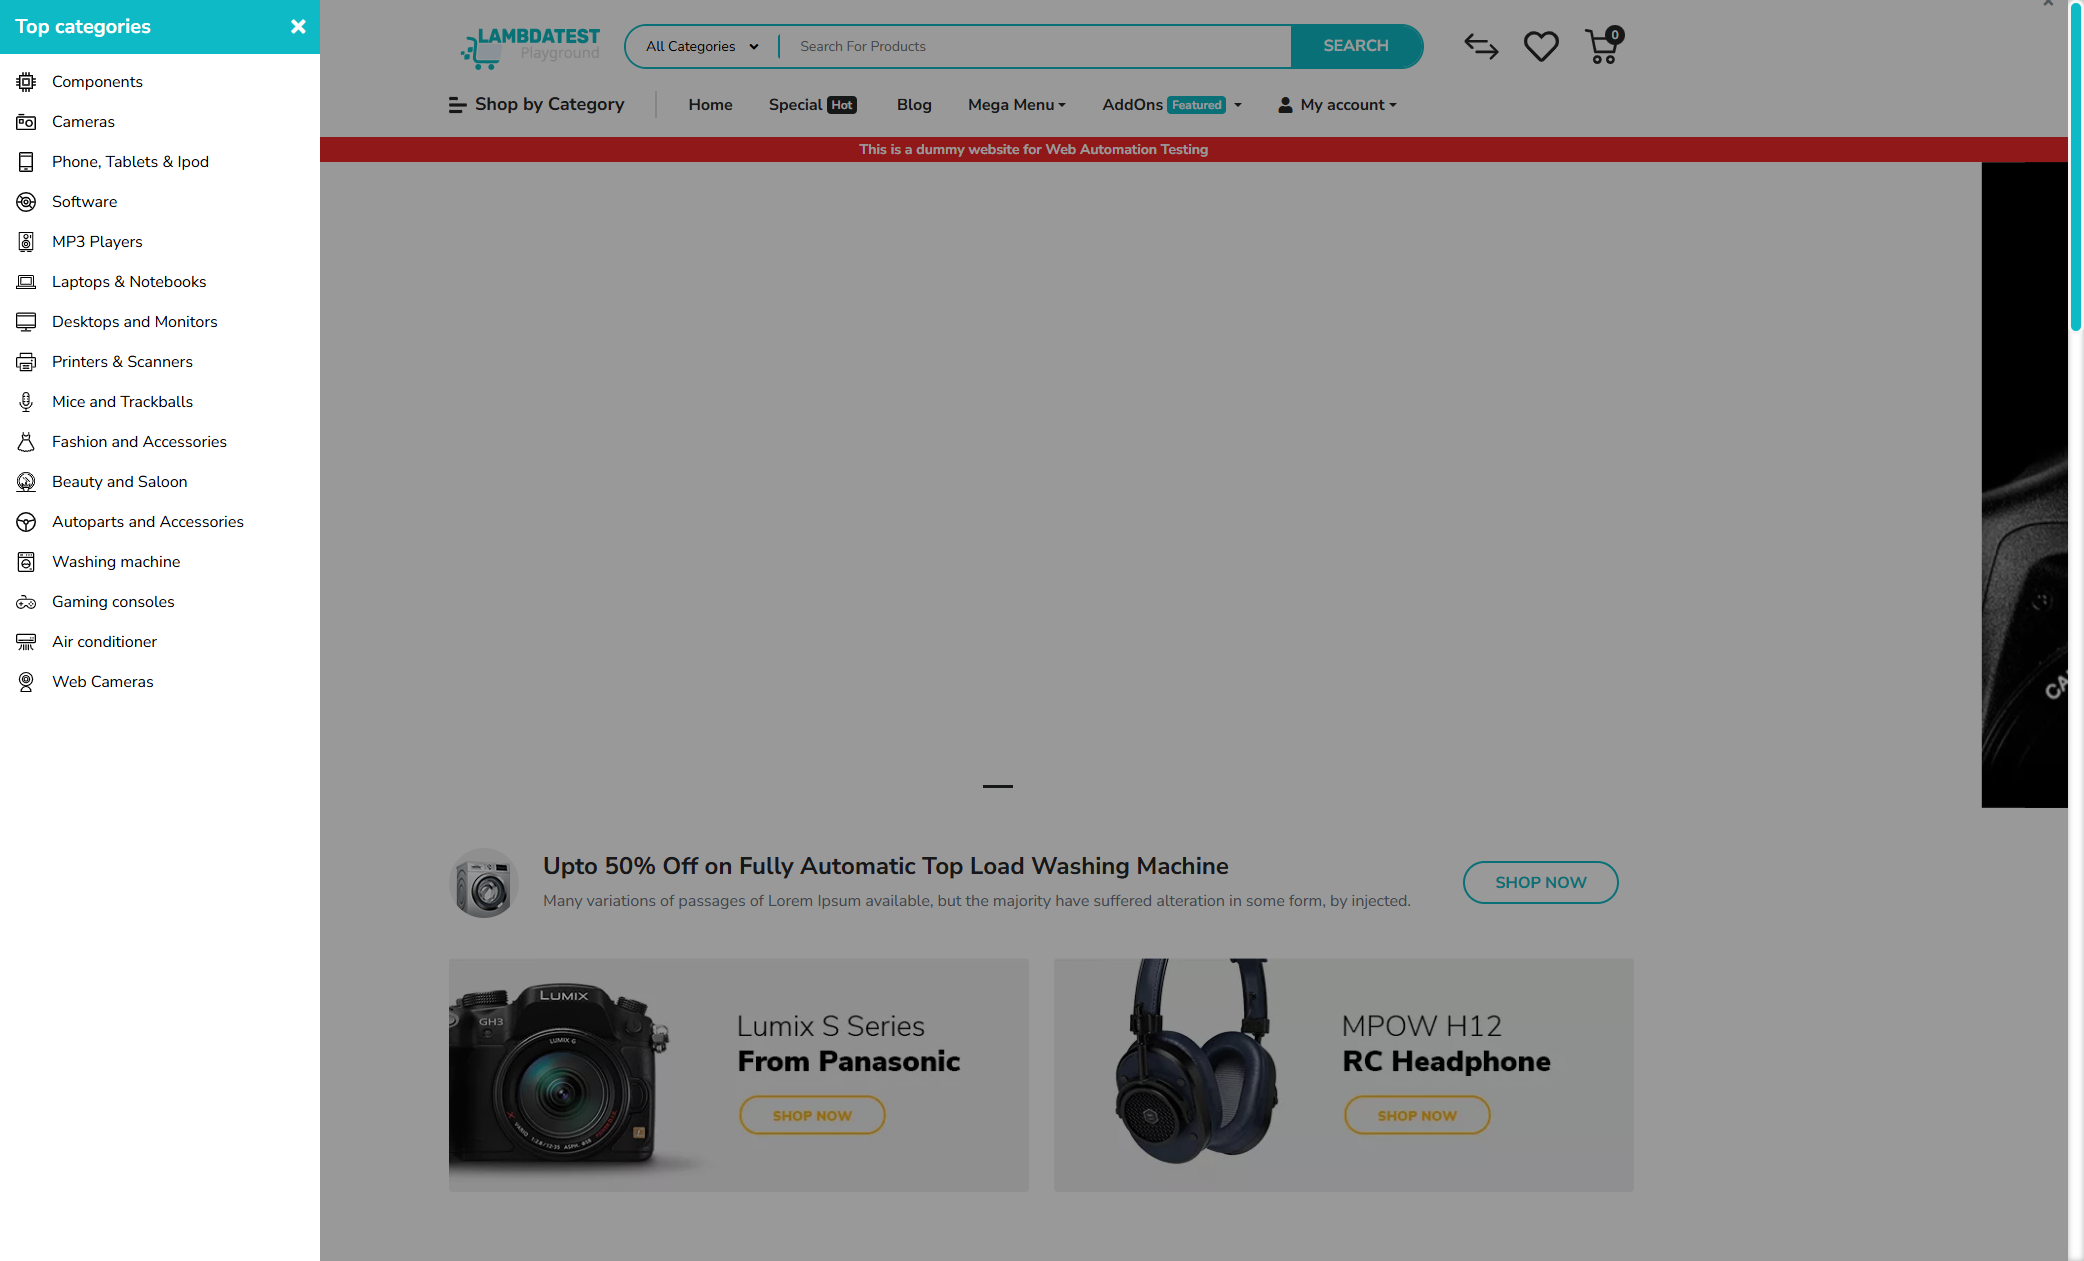 Top categories
Components
Cameras
Phone, Tablets & Ipod
Software
MP3 Players
Laptops & Notebooks
Desktops and Monitors
Printers & Scanners
Mice and Trackballs
Fashion and Accessories
Beauty and Saloon
Autoparts and Accessories
Washing machine
Gaming consoles
Air conditioner
Web Cameras
LAMBDATEST
Playground
All Categories
Search For Products
SEARCH
0
Shop by Category
Home
Special Hot
Blog
Mega Menu
AddOns Featured
My account
This is a dummy website for Web Automation Testing
Upto 50% Off on Fully Automatic Top Load Washing Machine
Many variations of passages of Lorem Ipsum available, but the majority have suffered alteration in some form, by injected.
SHOP NOW
LUMIX
GH3
LUMIX G
Lumix S Series
From Panasonic
SHOP NOW
MPOW H12
RC Headphone
SHOP NOW